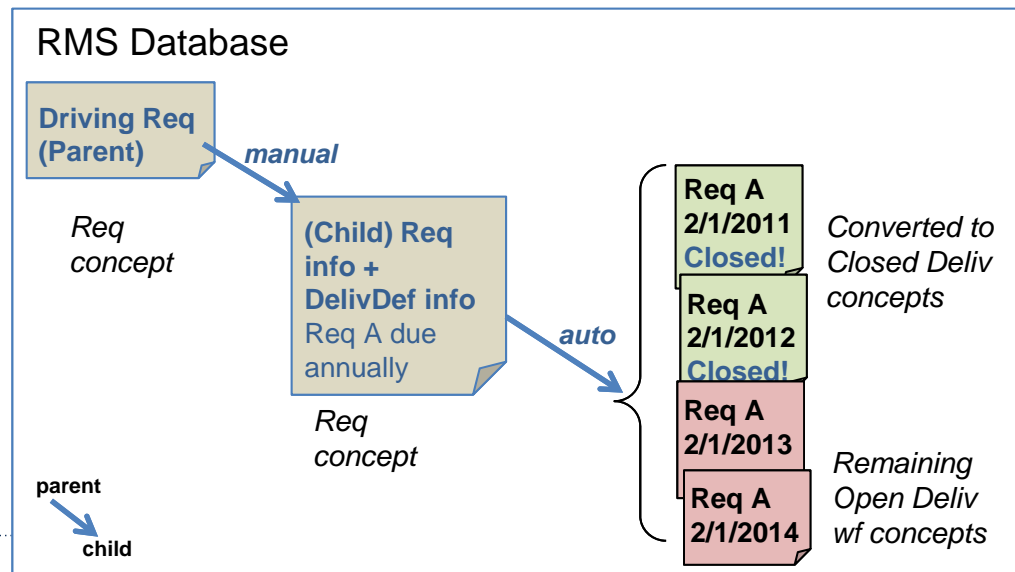 RMS Database
Driving Req
(Parent)
manual
Req
concept
(Child) Req
info +
DelivDef info
Req A due
annually
Req
concept
auto
Req A
2/1/2011
Closed!
Req A
2/1/2012
Closed!
Converted to
Closed Deliv
concepts
Req A
2/1/2013
Req A
2/1/2014
Remaining
Open Deliv
wf concepts
parent
child